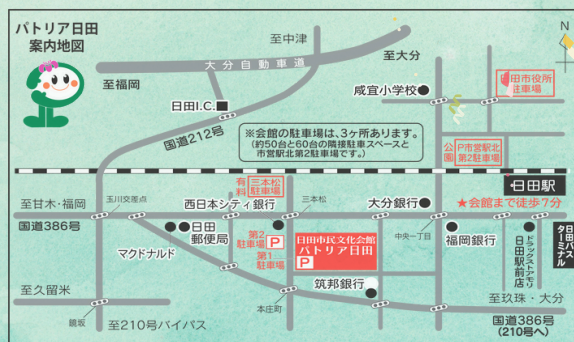 パトリア日田
案内地図
至中津
至大分
N
大分自動車道
至福岡
日田I.C.
咸宜小学校
日田市役所
駐車場
国道212号
※会館の駐車場は、3ヶ所あります。
(約50台と60台の隣接駐車スペースと
市営駅北第2駐車場です。)
公園
P市営駅北
第2駐車場
日田駅
★会館まで徒歩7分
至甘木・福岡
国道386号
玉川交差点
西日本シティ銀行
有料
三本松
駐車場
三本松
大分銀行
中央一丁目
福岡銀行
ドラッグストアモリ
日田駅前店
日田バス
ターミナル
マクドナルド
日田
郵便局
第2
駐車場
P
第1
駐車場
日田市民文化会館
パトリア日田
P
筑邦銀行
至久留米
鏡坂
至210号バイパス
本庄町
至玖珠・大分
国道386号
(210号へ)